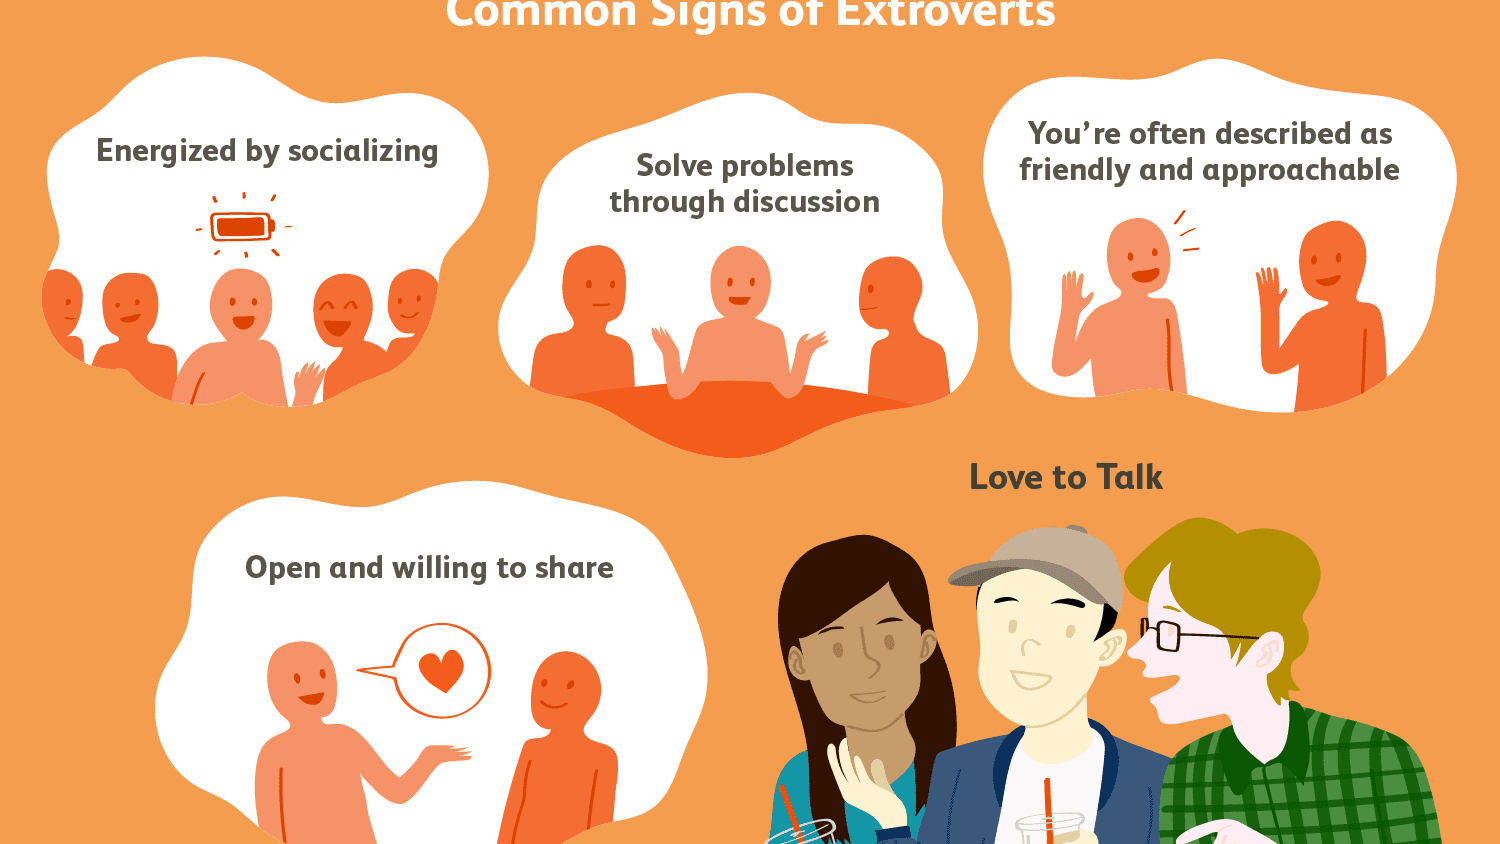 Common Signs of Extroverts
Energized by socializing
Solve problems
through discussion
You're often described as
friendly and approachable
Love to Talk
Open and willing to share